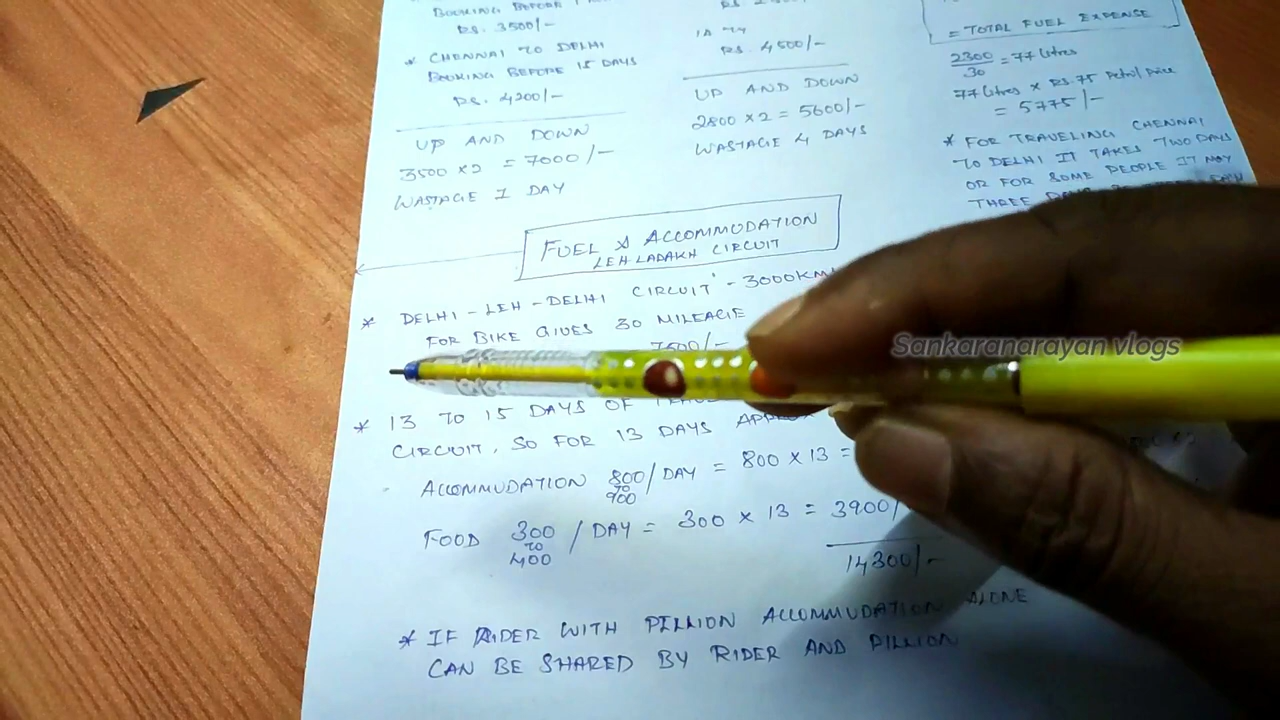 BOOKING BEFORE
RS. 3500/-
* CHENNAI TO DELHI
BOOKING BEFORE 15 DAYS
RS. 4200/-
UP AND DOWN
3500 × 2 = 7000/-
WASTAGE 1 DAY
RS.
RS. 4500/-
UP AND DOWN
2800 × 2 = 5600/-
WASTAGE 4 DAYS
= TOTAL FUEL EXPENSE
2300/30 = 77 litres
77 litres × RS.75 Petrol price
= 5775/-
* FOR TRAVELING CHENNAI
TO DELHI IT TAKES TWO DAYS
OR FOR SOME PEOPLE IT MAY
THREE
FUEL & ACCOMMODATION
LEH LADAKH CIRCUIT
* DELHI - LEH - DELHI CIRCUIT - 3000KM
FOR BIKE GIVES 30 MILEAGE
7500/-
* 13 TO 15 DAYS OF
CIRCUIT, SO FOR 13 DAYS
ACCOMMUDATION 800/DAY = 800 × 13 =
TO
900
FOOD 300/DAY = 300 × 13 = 3900/
TO
400
14300/-
* IF RIDER WITH PILLION ACCOMMUDATION ALONE
CAN BE SHARED BY RIDER AND PILLION
Sankaranarayan vlogs